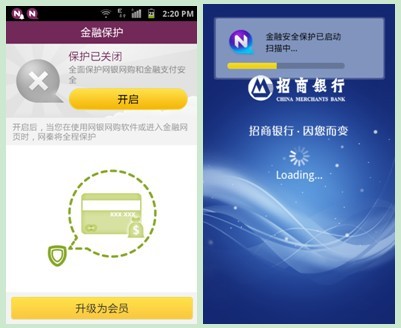 2:20 PM
金融保护
保护已关闭
全面保护网银网购和金融支付安
全
开启
开启后，当您在使用网银网购软件或进入金融网
页时，网秦将全程保护
XXX XXX
$
升级为会员
金融安全保护已启动
扫描中...
招商银行
CHINA MERCHANTS BANK
招商银行·因您而变
Loading...